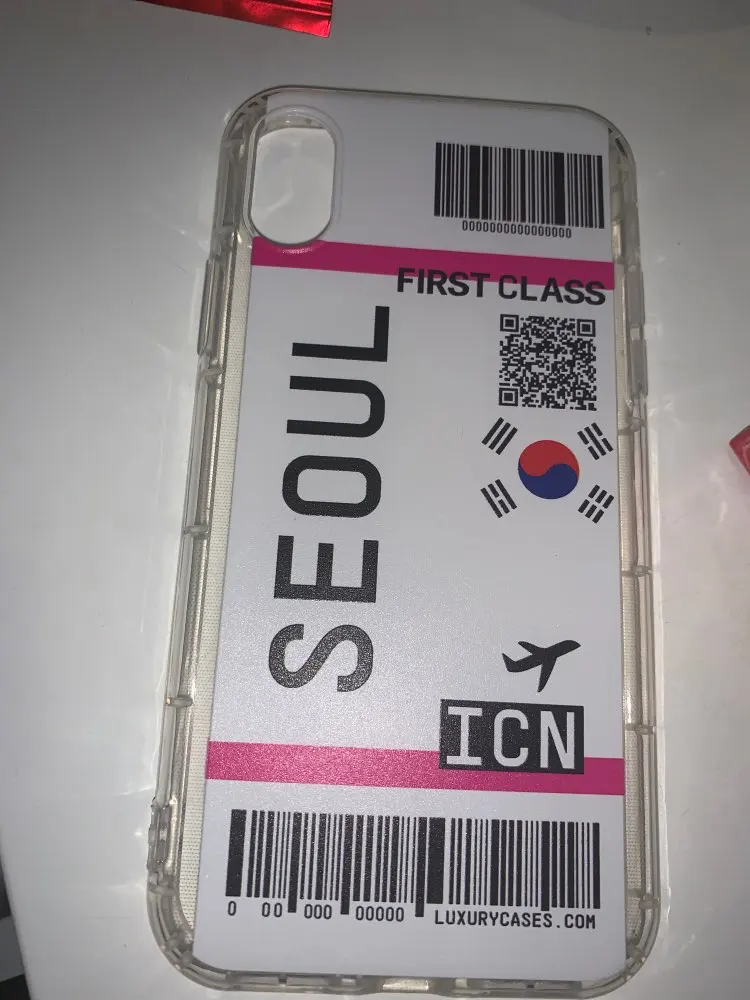 0000000000000000
FIRST CLASS
SEOUL
ICN
0 00 000 00000 LUXURYCASES.COM